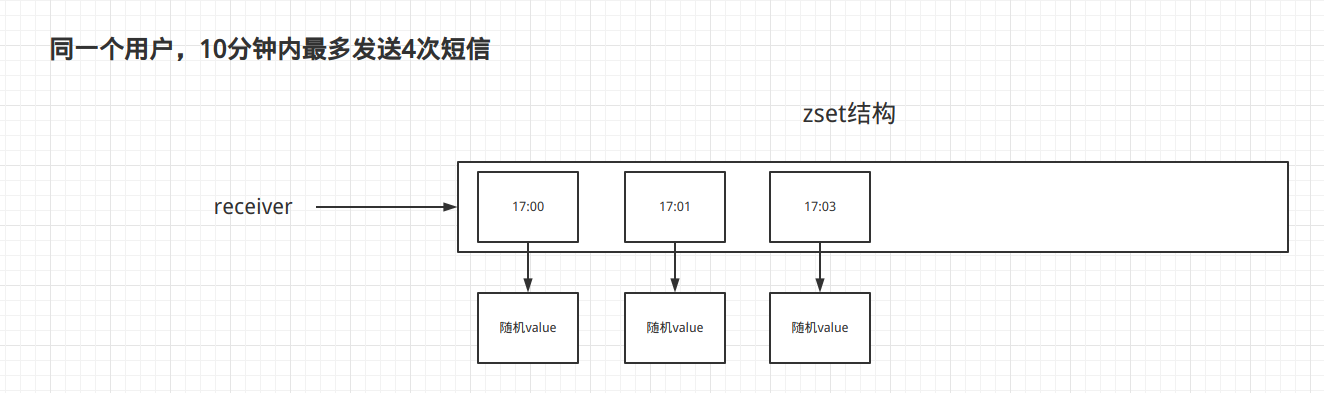 同一个用户，10分钟内最多发送4次短信
zset结构
receiver
17:00
17:01
17:03
随机value
随机value
随机value